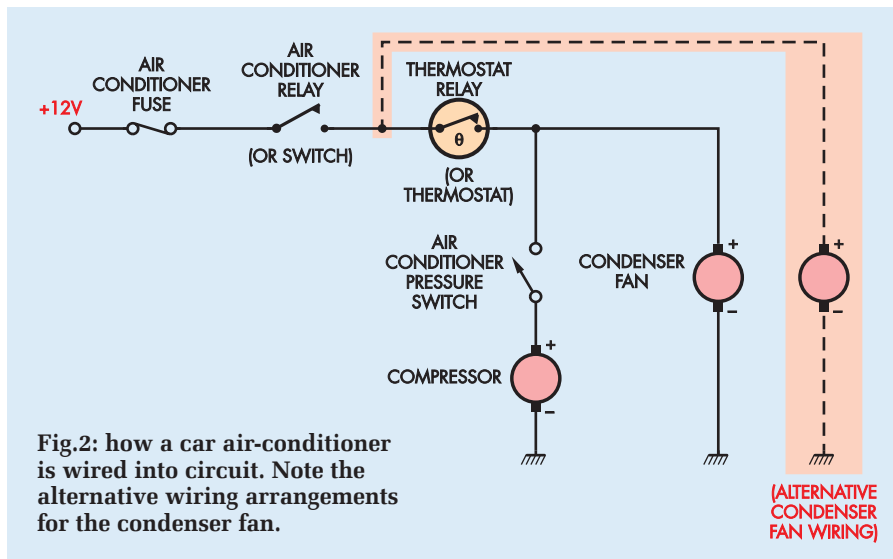 AIR
CONDITIONER
FUSE
+12V
AIR
CONDITIONER
RELAY
(OR SWITCH)
THERMOSTAT
RELAY
θ
(OR
THERMOSTAT)
AIR
CONDITIONER
PRESSURE
SWITCH
CONDENSER
FAN
+
−
+
−
COMPRESSOR
+
−
Fig.2: how a car air-conditioner
is wired into circuit. Note the
alternative wiring arrangements
for the condenser fan.
(ALTERNATIVE
CONDENSER
FAN WIRING)